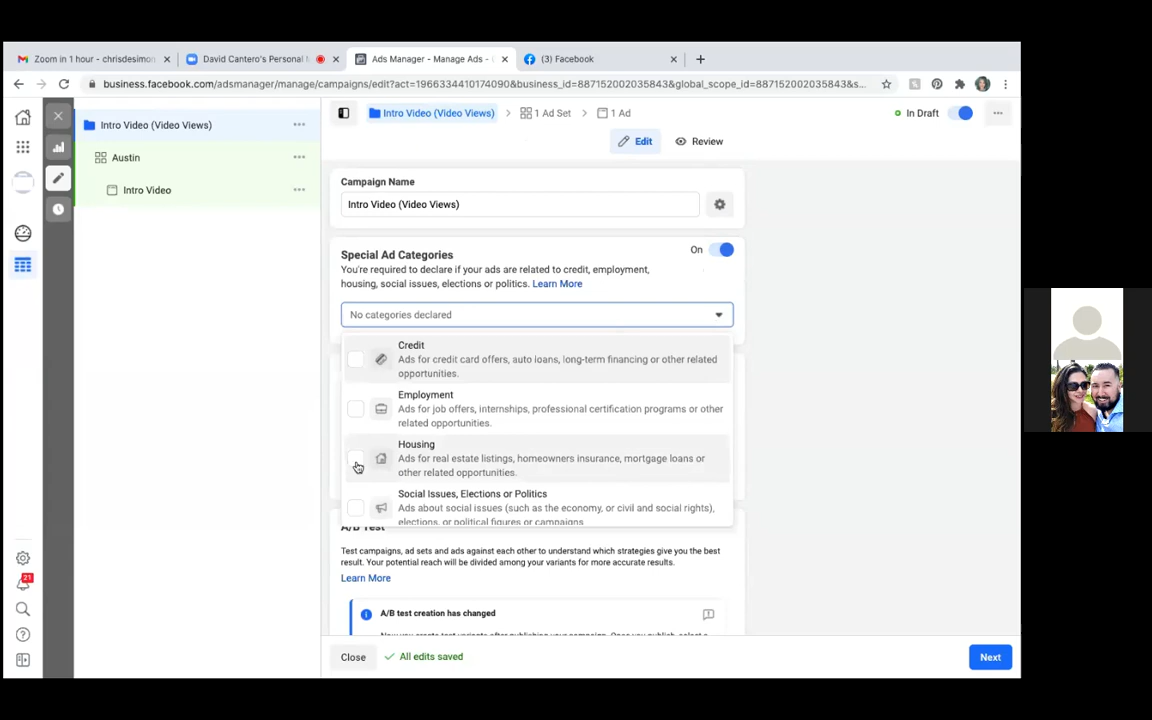 Zoom in 1 hour - chrisdesimon
David Cantero's Personal M
Ads Manager - Manage Ads - C
(3) Facebook
business.facebook.com/adsmanager/manage/campaigns/edit?act=1966334410174090&business_id=887152002035843&global_scope_id=887152002035843&s...
Intro Video (Video Views)
Austin
Intro Video
Intro Video (Video Views)
1 Ad Set
1 Ad
In Draft
Edit
Review
Campaign Name
Intro Video (Video Views)
Special Ad Categories
On
You're required to declare if your ads are related to credit, employment,
housing, social issues, elections or politics. Learn More
No categories declared
Credit
Ads for credit card offers, auto loans, long-term financing or other related
opportunities.
Employment
Ads for job offers, internships, professional certification programs or other
related opportunities.
Housing
Ads for real estate listings, homeowners insurance, mortgage loans or
other related opportunities.
Social Issues, Elections or Politics
Ads about social issues (such as the economy, or civil and social rights),
elections, or political figures or campaigns
A/B Test
Test campaigns, ad sets and ads against each other to understand which strategies give you the best
result. Your potential reach will be divided among your variants for more accurate results.
Learn More
A/B test creation has changed
21
Close
All edits saved
Next